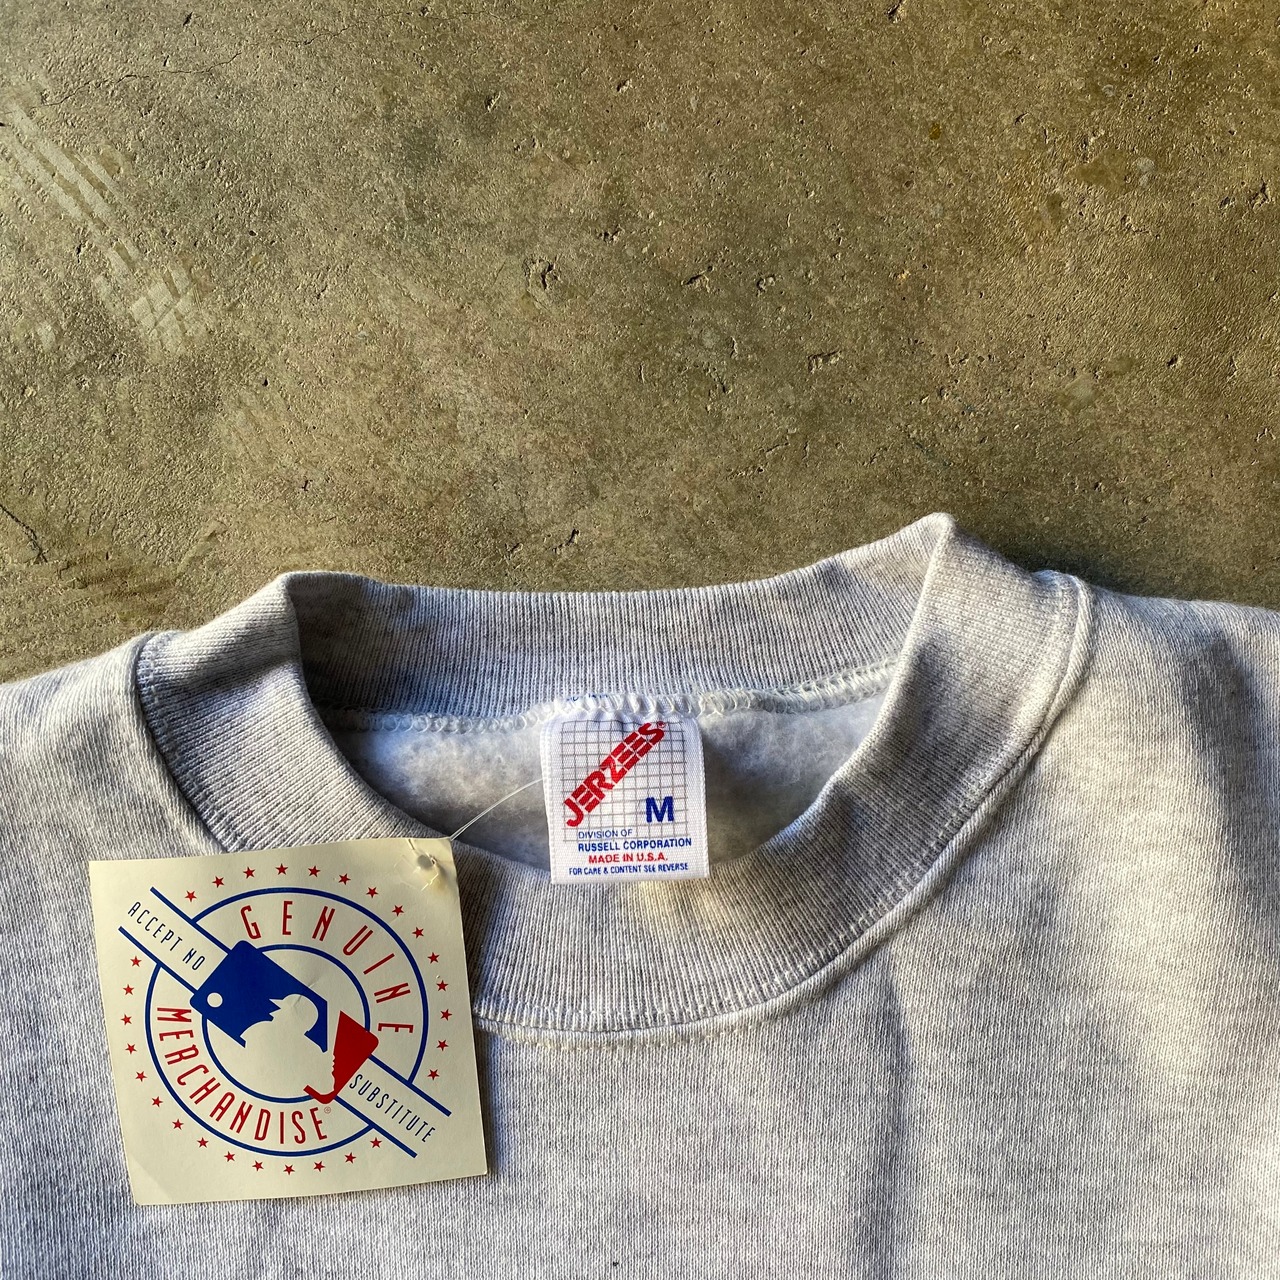 JERZEES®
M
DIVISION OF
RUSSELL CORPORATION
MADE IN U.S.A.
FOR CARE & CONTENT SEE REVERSE
GENUINE
ACCEPT NO
MERCHANDISE®
SUBSTITUTE